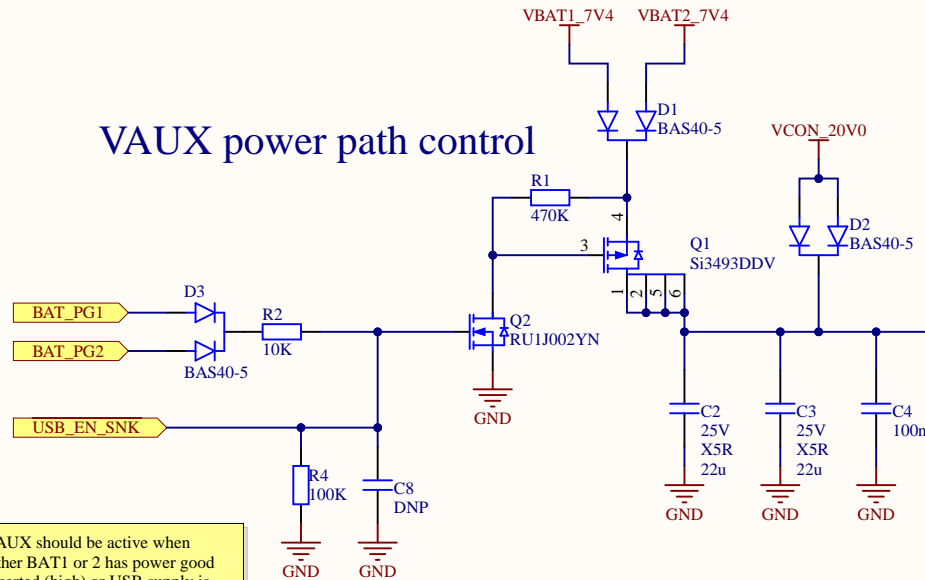 VBAT1_7V4
VBAT2_7V4
D1
BAS40-5
VAUX power path control
VCON_20V0
R1
470K
4
3
Q1
Si3493DDV
D2
BAS40-5
1
2
5
6
D3
BAT_PG1
R2
10K
BAT_PG2
BAS40-5
Q2
RU1J002YN
GND
USB_EN_SNK
R4
100K
C8
DNP
GND
GND
C2
25V
X5R
22u
GND
C3
25V
X5R
22u
GND
C4
100n
GND
AUX should be active when
ther BAT1 or 2 has power good